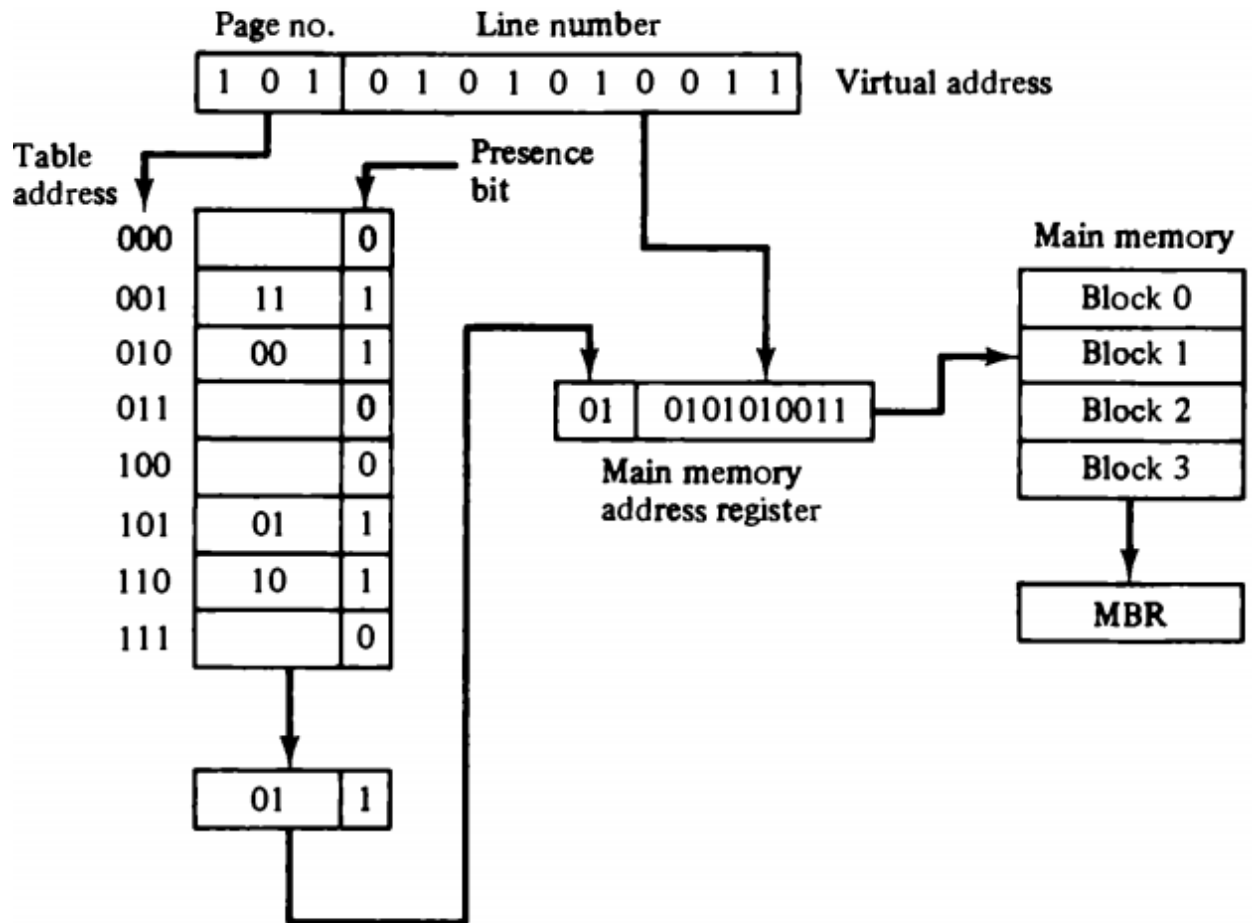 Page no. Line number
1 0 1 0 1 0 1 0 1 0 0 1 1 Virtual address
Table
address
Presence
bit
000 0
001 11 1
010 00 1
011 0
100 0
101 01 1
110 10 1
111 0
01 1
01 0101010011
Main memory
address register
Main memory
Block 0
Block 1
Block 2
Block 3
MBR